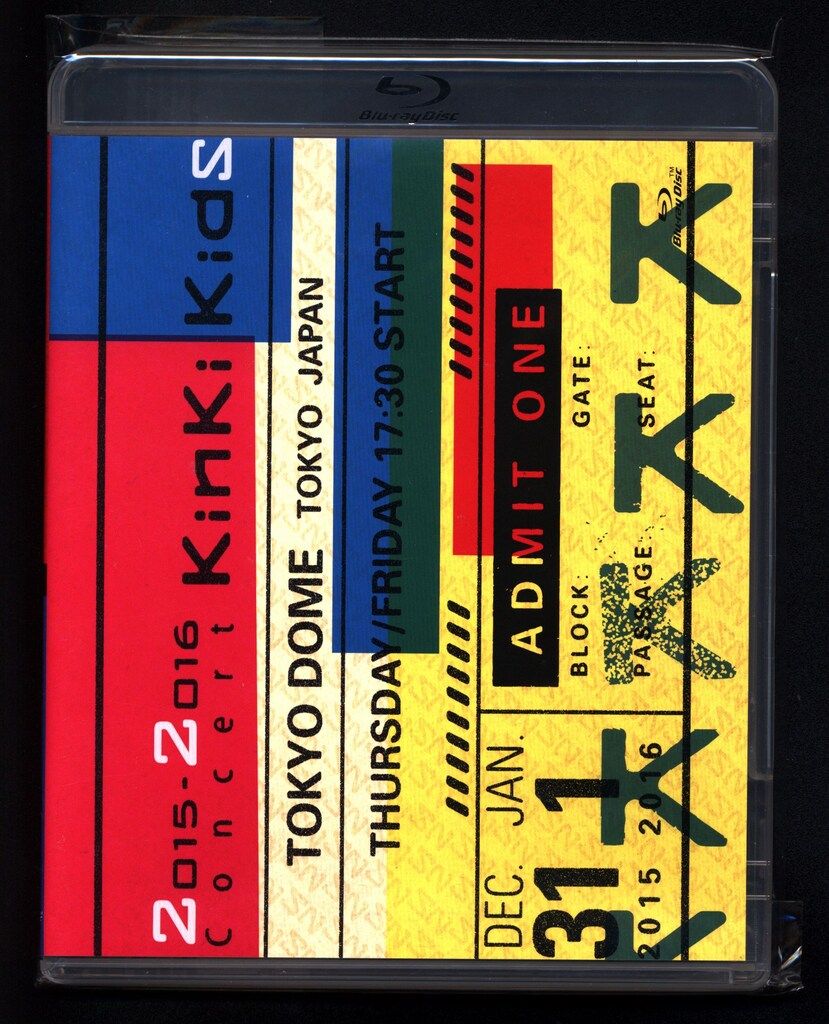 Blu-ray Disc
2015-2016
Concert KinKi Kids
TOKYO DOME TOKYO JAPAN
THURSDAY/FRIDAY 17:30 START
ADMIT ONE
BLOCK: GATE:
PASSAGE: SEAT:
DEC. JAN.
31 1
2015 2016
K K K K K
Blu-ray Disc™